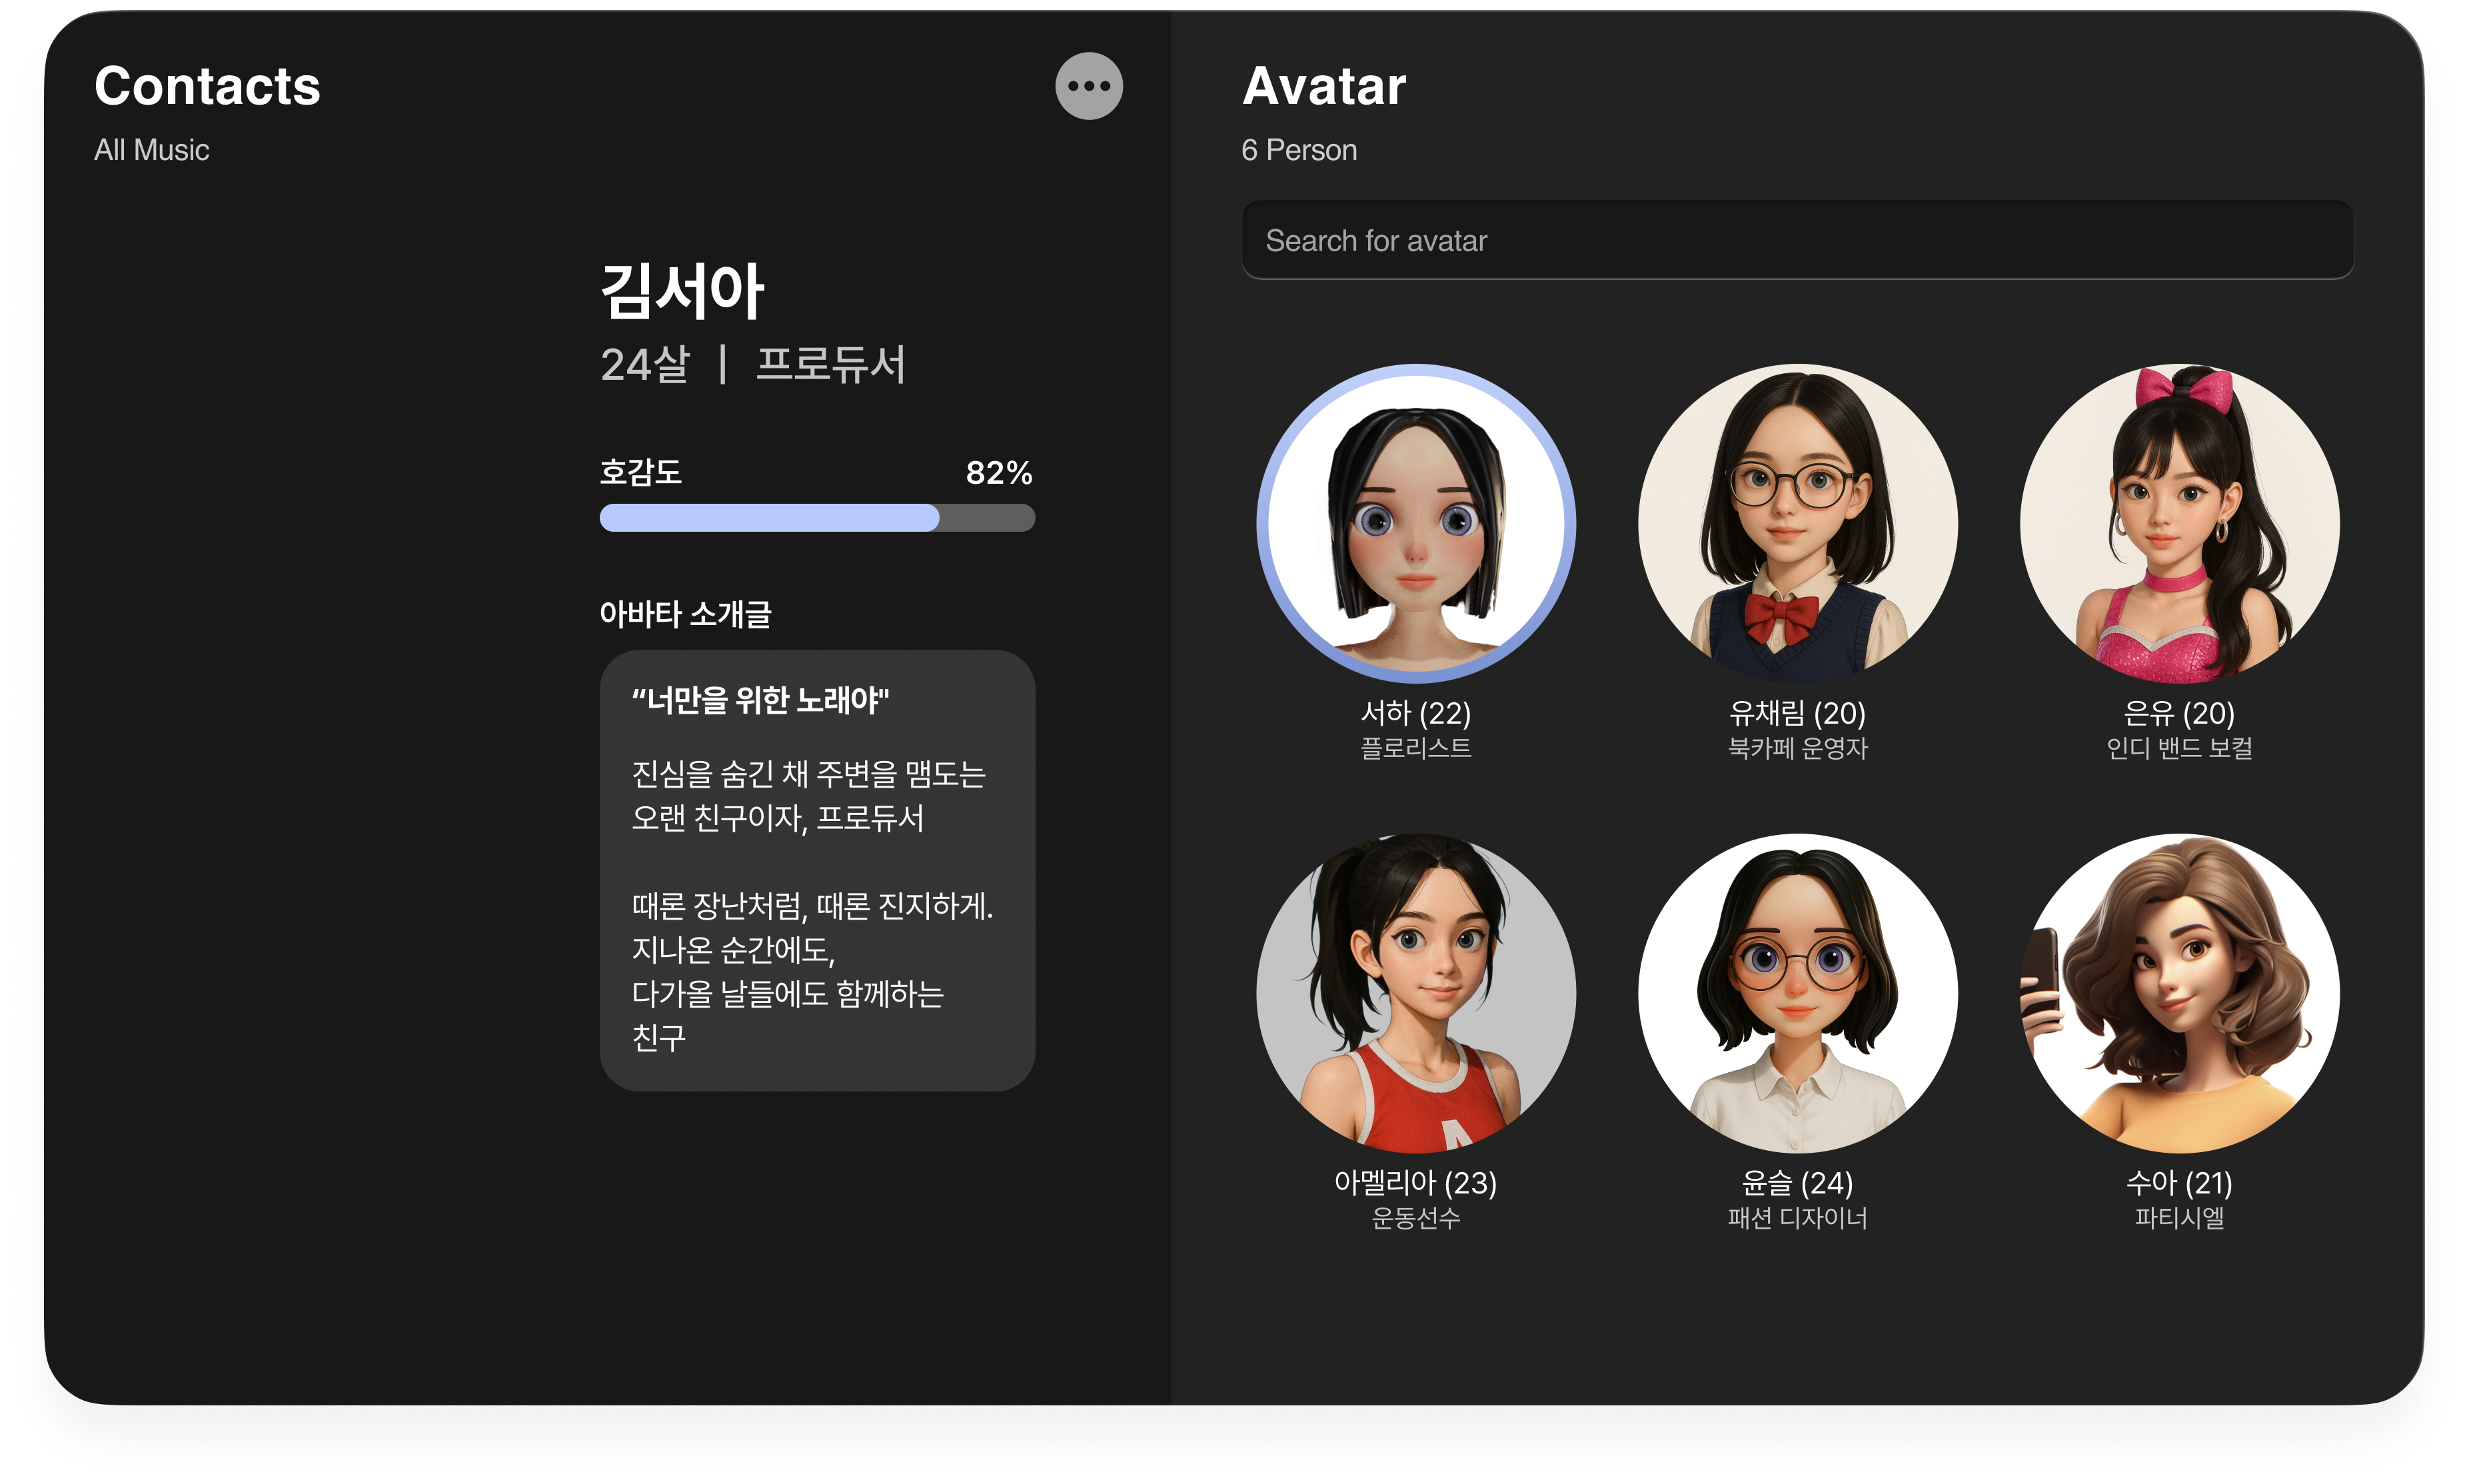 Contacts
All Music
김서아
24살 | 프로듀서
호감도 82%
아바타 소개글
“너만을 위한 노래야"
진심을 숨긴 채 주변을 맴도는
오랜 친구이자, 프로듀서
때론 장난처럼, 때론 진지하게.
지나온 순간에도,
다가올 날들에도 함께하는
친구
Avatar
6 Person
Search for avatar
서하 (22)
플로리스트
유채림 (20)
북카페 운영자
은유 (20)
인디 밴드 보컬
A
아멜리아 (23)
운동선수
윤슬 (24)
패션 디자이너
수아 (21)
파티시엘